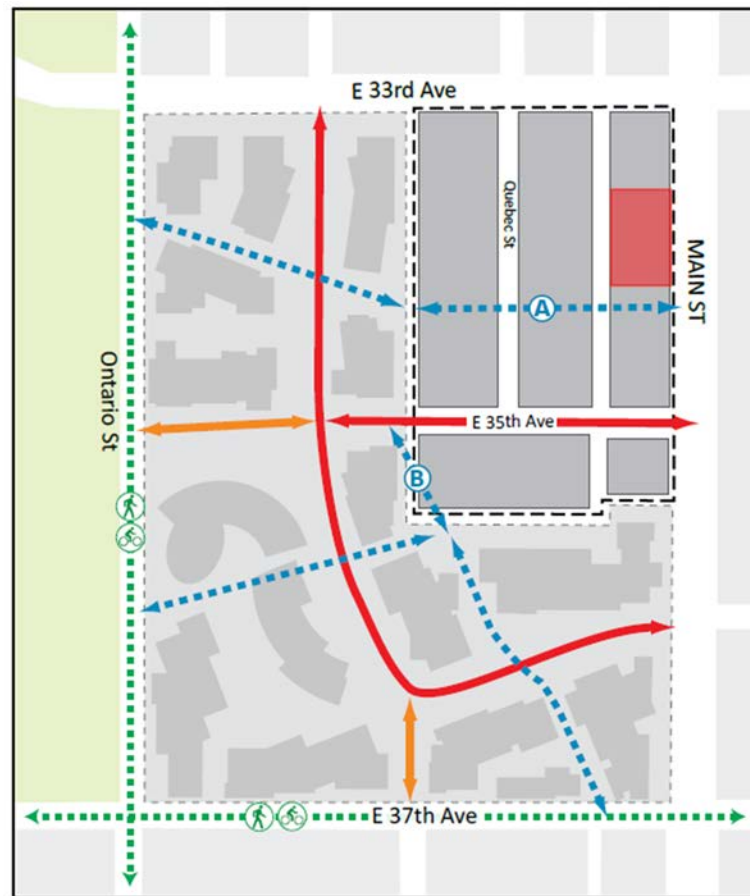 E 33rd Ave
Quebec St
MAIN ST
A
Ontario St
E 35th Ave
B
E 37th Ave